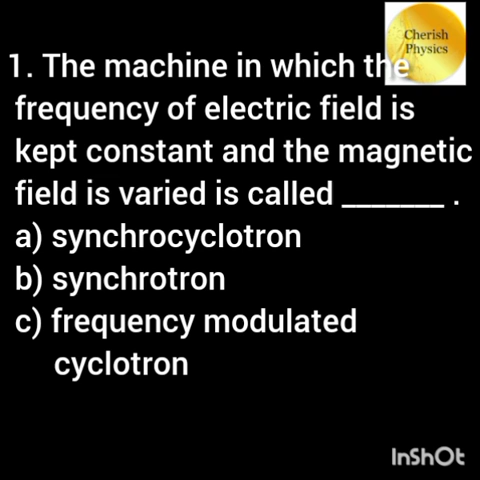 Cherish
Physics
1. The machine in which the
frequency of electric field is
kept constant and the magnetic
field is varied is called _______ .
a) synchrocyclotron
b) synchrotron
c) frequency modulated
cyclotron
InShOt